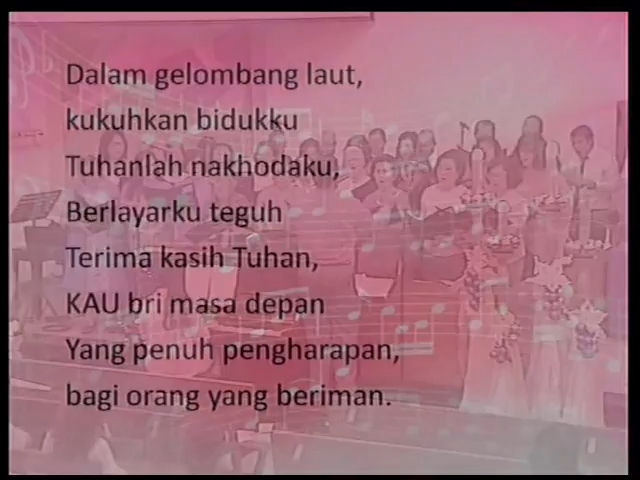 Dalam gelombang laut,
kukuhkan bidukku
Tuhanlah nakhodaku,
Berlayarku teguh
Terima kasih Tuhan,
KAU bri masa depan
Yang penuh pengharapan,
bagi orang yang beriman.